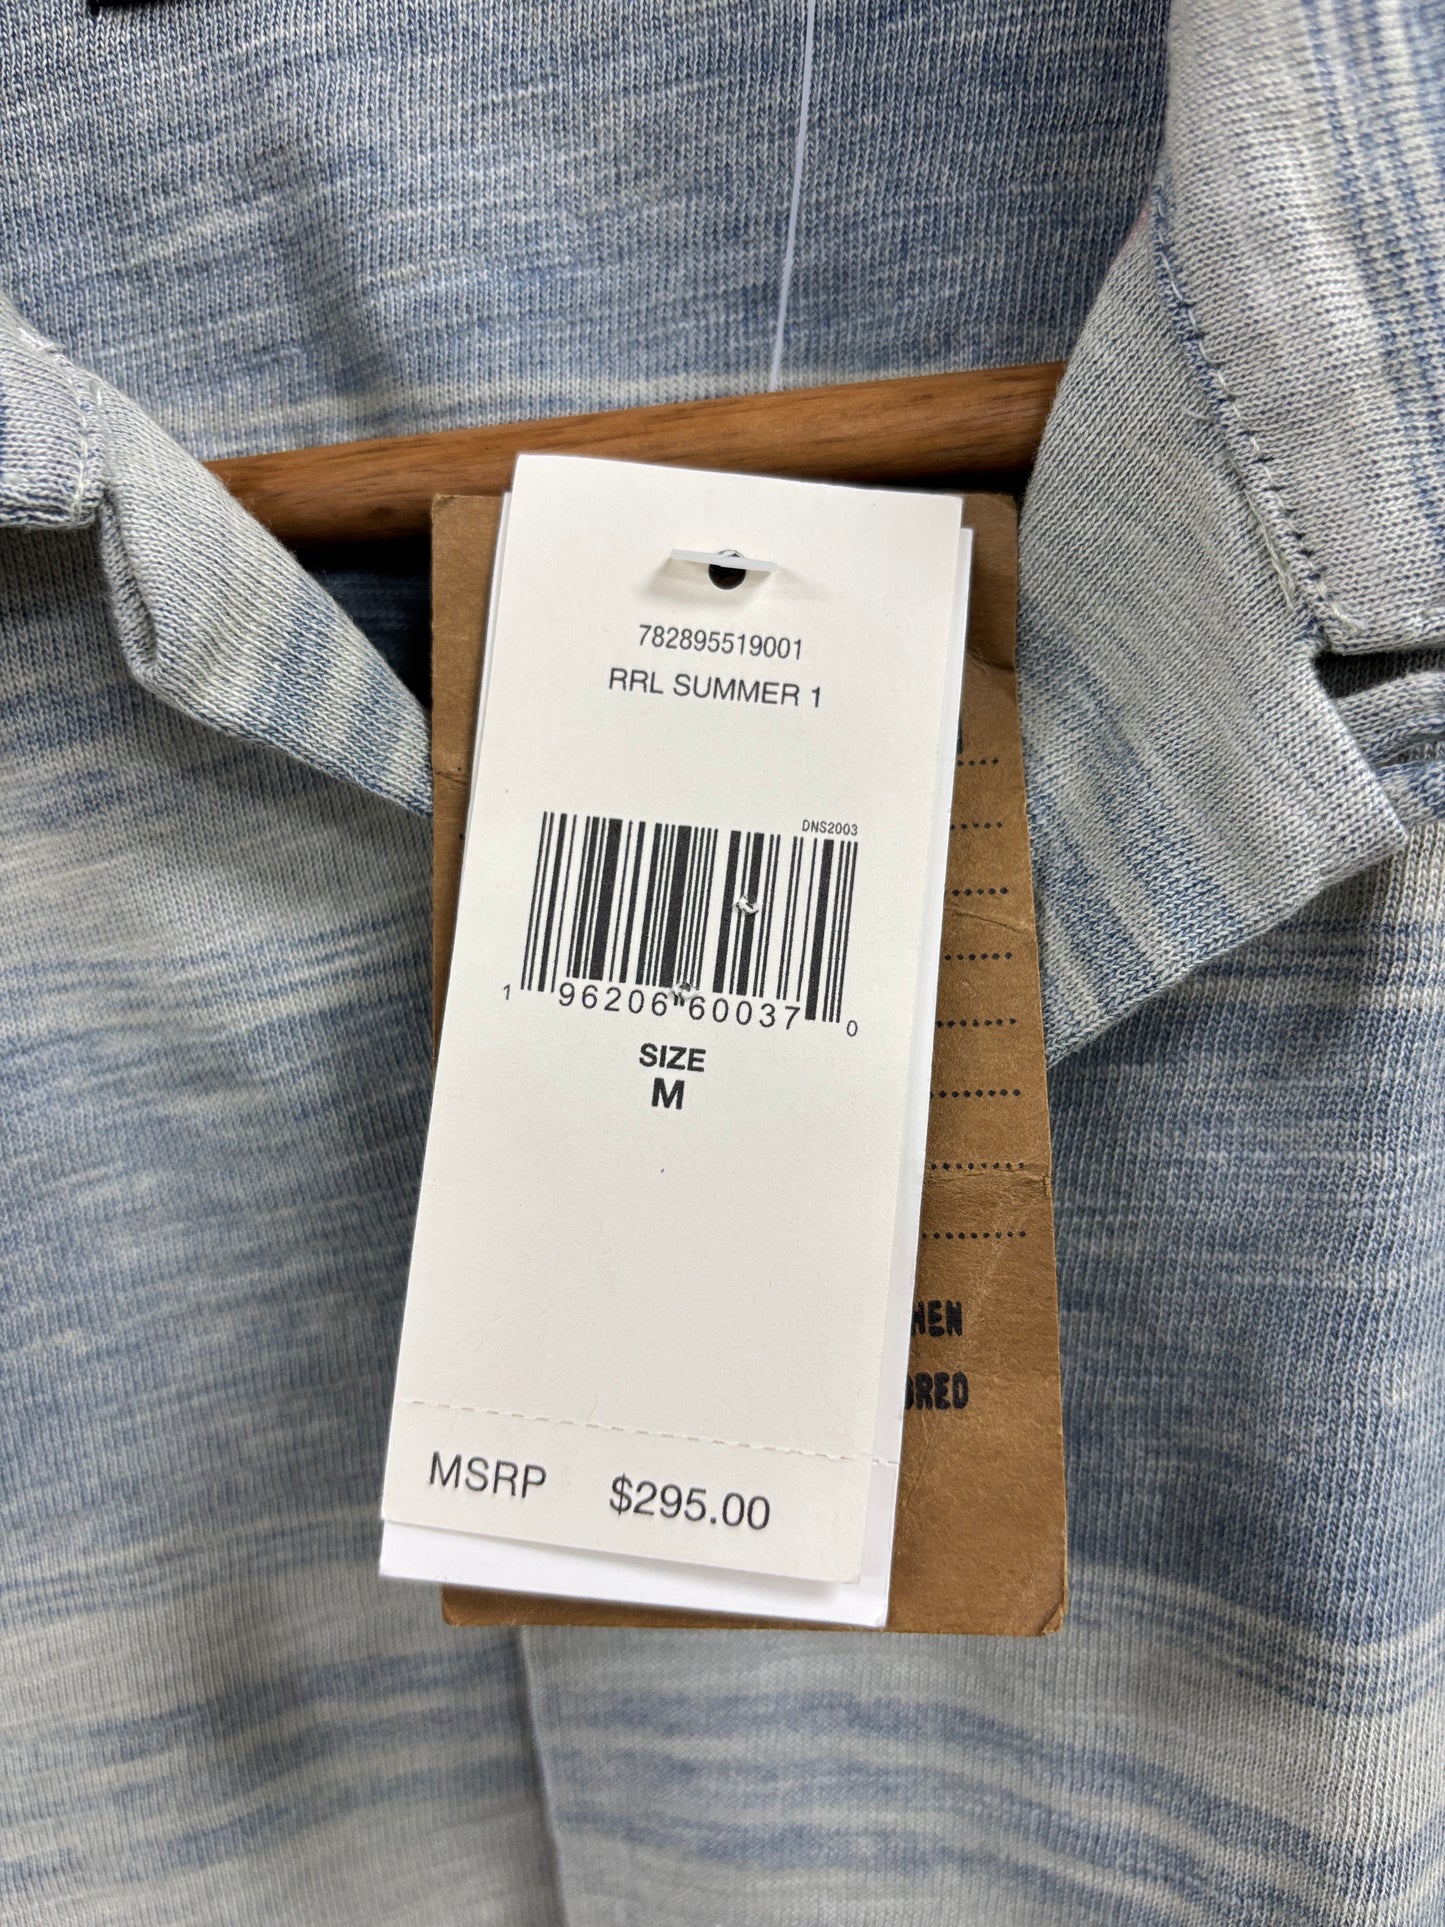 782895519001
RRL SUMMER 1
DNS2003
1 96206 60037 0
SIZE
M
MSRP $295.00